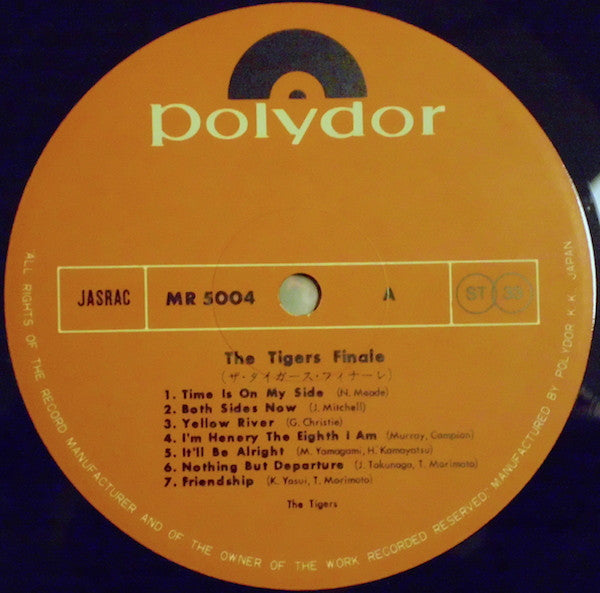 polydor
JASRAC MR 5004 A ST 33
The Tigers Finale
(ザ・タイガース・フィナーレ)
1. Time Is On My Side (N. Meade)
2. Both Sides Now (J. Mitchell)
3. Yellow River (G. Christie)
4. I'm Henery The Eighth I Am (Murray, Campion)
5. It'll Be Alright (M. Yamagami, H. Kamayatsu)
6. Nothing But Departure (J. Tokunaga, T. Morimoto)
7. Friendship (K. Yasui, T. Morimoto)
The Tigers
ALL RIGHTS OF THE RECORD MANUFACTURER AND OF THE OWNER OF THE WORK RECORDED RESERVED. MANUFACTURED BY POLYDOR K.K. JAPAN